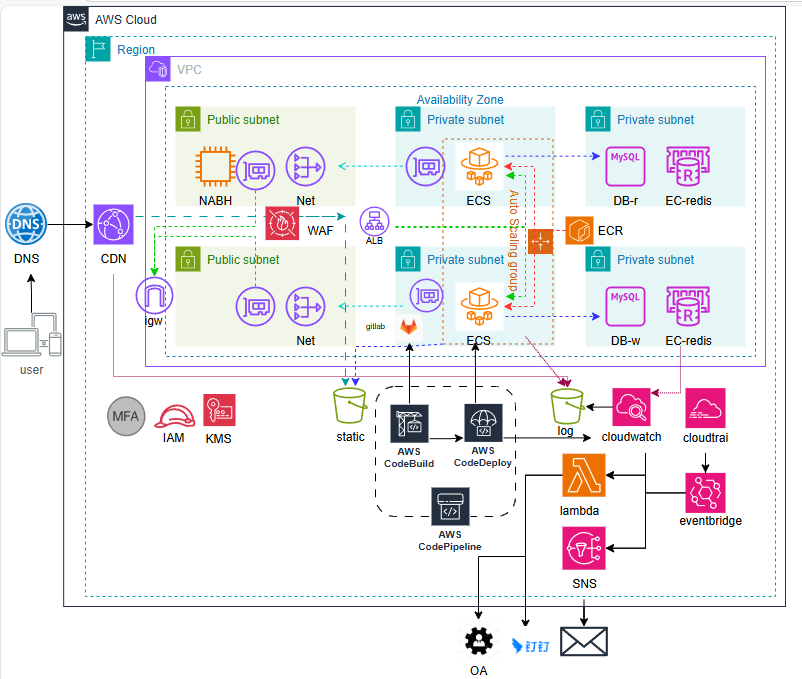 aws
AWS Cloud
Region
VPC
Availability Zone
Public subnet
Private subnet
Private subnet
NABH
Net
ECS
MySQL
DB-r
R
EC-redis
DNS
DNS
CDN
WAF
ALB
Auto Scaling group
ECR
Public subnet
Private subnet
Private subnet
igw
Net
gitlab
ECS
MySQL
DB-w
R
EC-redis
user
MFA
IAM
KMS
static
AWS
CodeBuild
AWS
CodeDeploy
AWS
CodePipeline
log
cloudwatch
cloudtrai
lambda
eventbridge
SNS
OA
钉钉